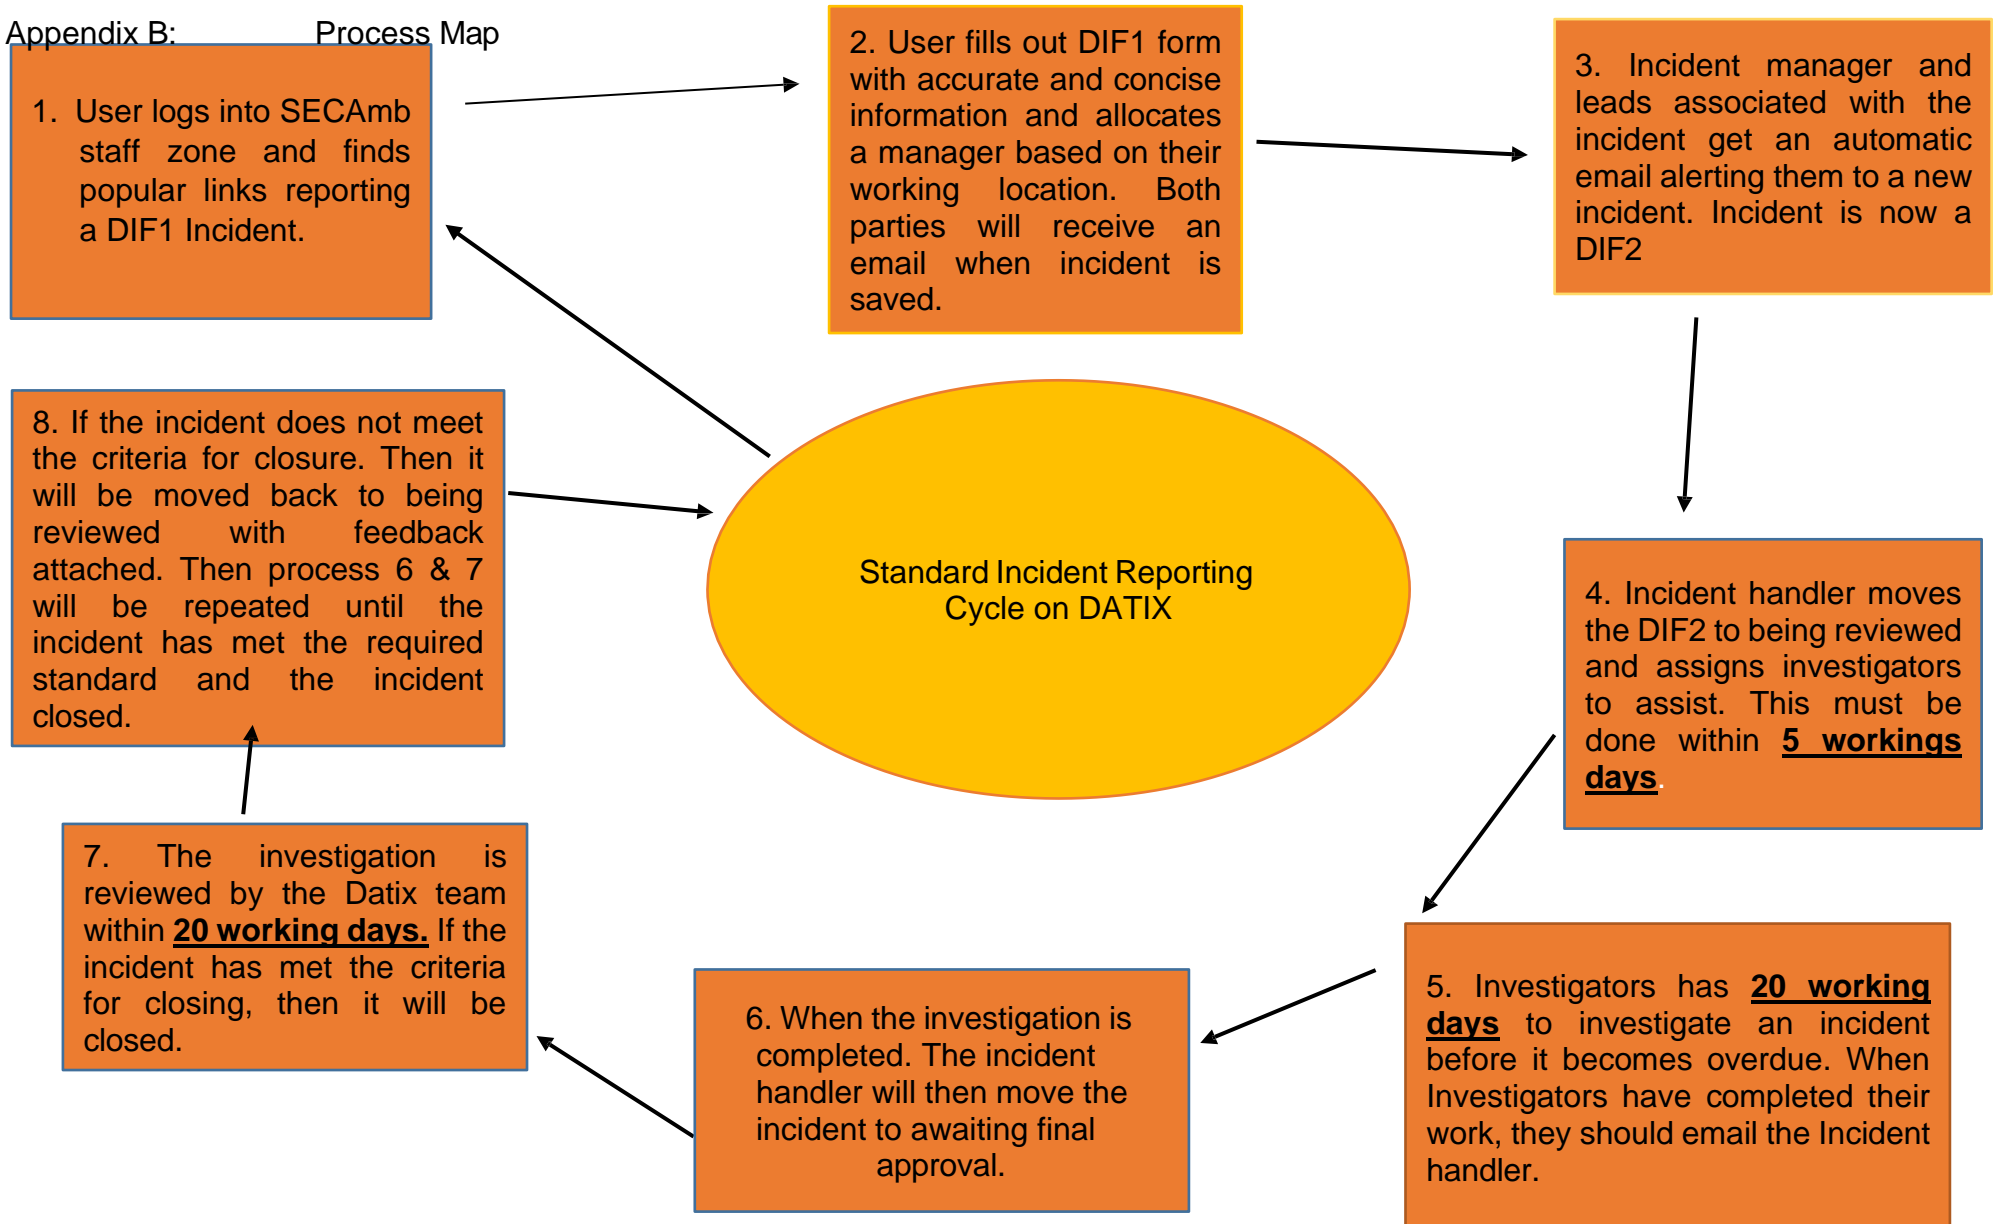 Appendix B: Process Map
1. User logs into SECAmb
staff zone and finds
popular links reporting
a DIF1 Incident.
2. User fills out DIF1 form
with accurate and concise
information and allocates
a manager based on their
working location. Both
parties will receive an
email when incident is
saved.
3. Incident manager and
leads associated with the
incident get an automatic
email alerting them to a new
incident. Incident is now a
DIF2
4. Incident handler moves
the DIF2 to being reviewed
and assigns investigators
to assist. This must be
done within 5 workings
days.
5. Investigators has 20 working
days to investigate an incident
before it becomes overdue. When
Investigators have completed their
work, they should email the Incident
handler.
6. When the investigation is
completed. The incident
handler will then move the
incident to awaiting final
approval.
7. The investigation is
reviewed by the Datix team
within 20 working days. If the
incident has met the criteria
for closing, then it will be
closed.
8. If the incident does not meet
the criteria for closure. Then it
will be moved back to being
reviewed with feedback
attached. Then process 6 & 7
will be repeated until the
incident has met the required
standard and the incident
closed.
Standard Incident Reporting
Cycle on DATIX